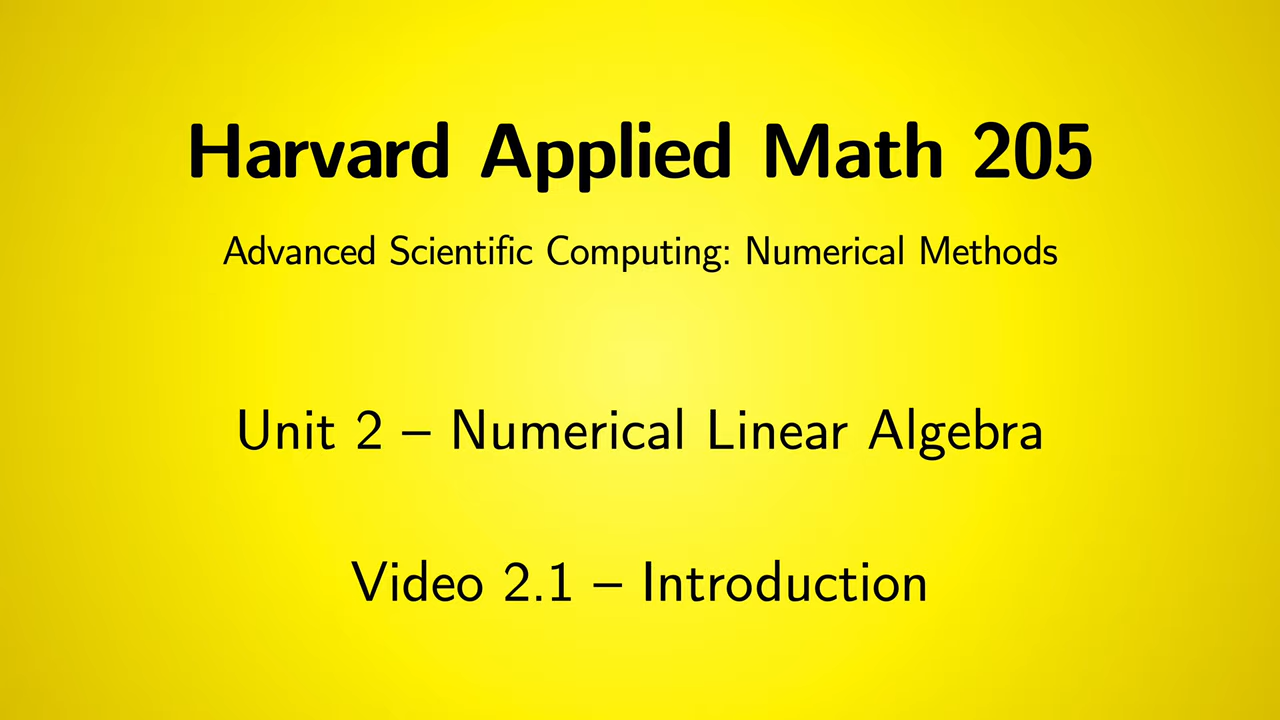 Harvard Applied Math 205
Advanced Scientific Computing: Numerical Methods
Unit 2 – Numerical Linear Algebra
Video 2.1 – Introduction